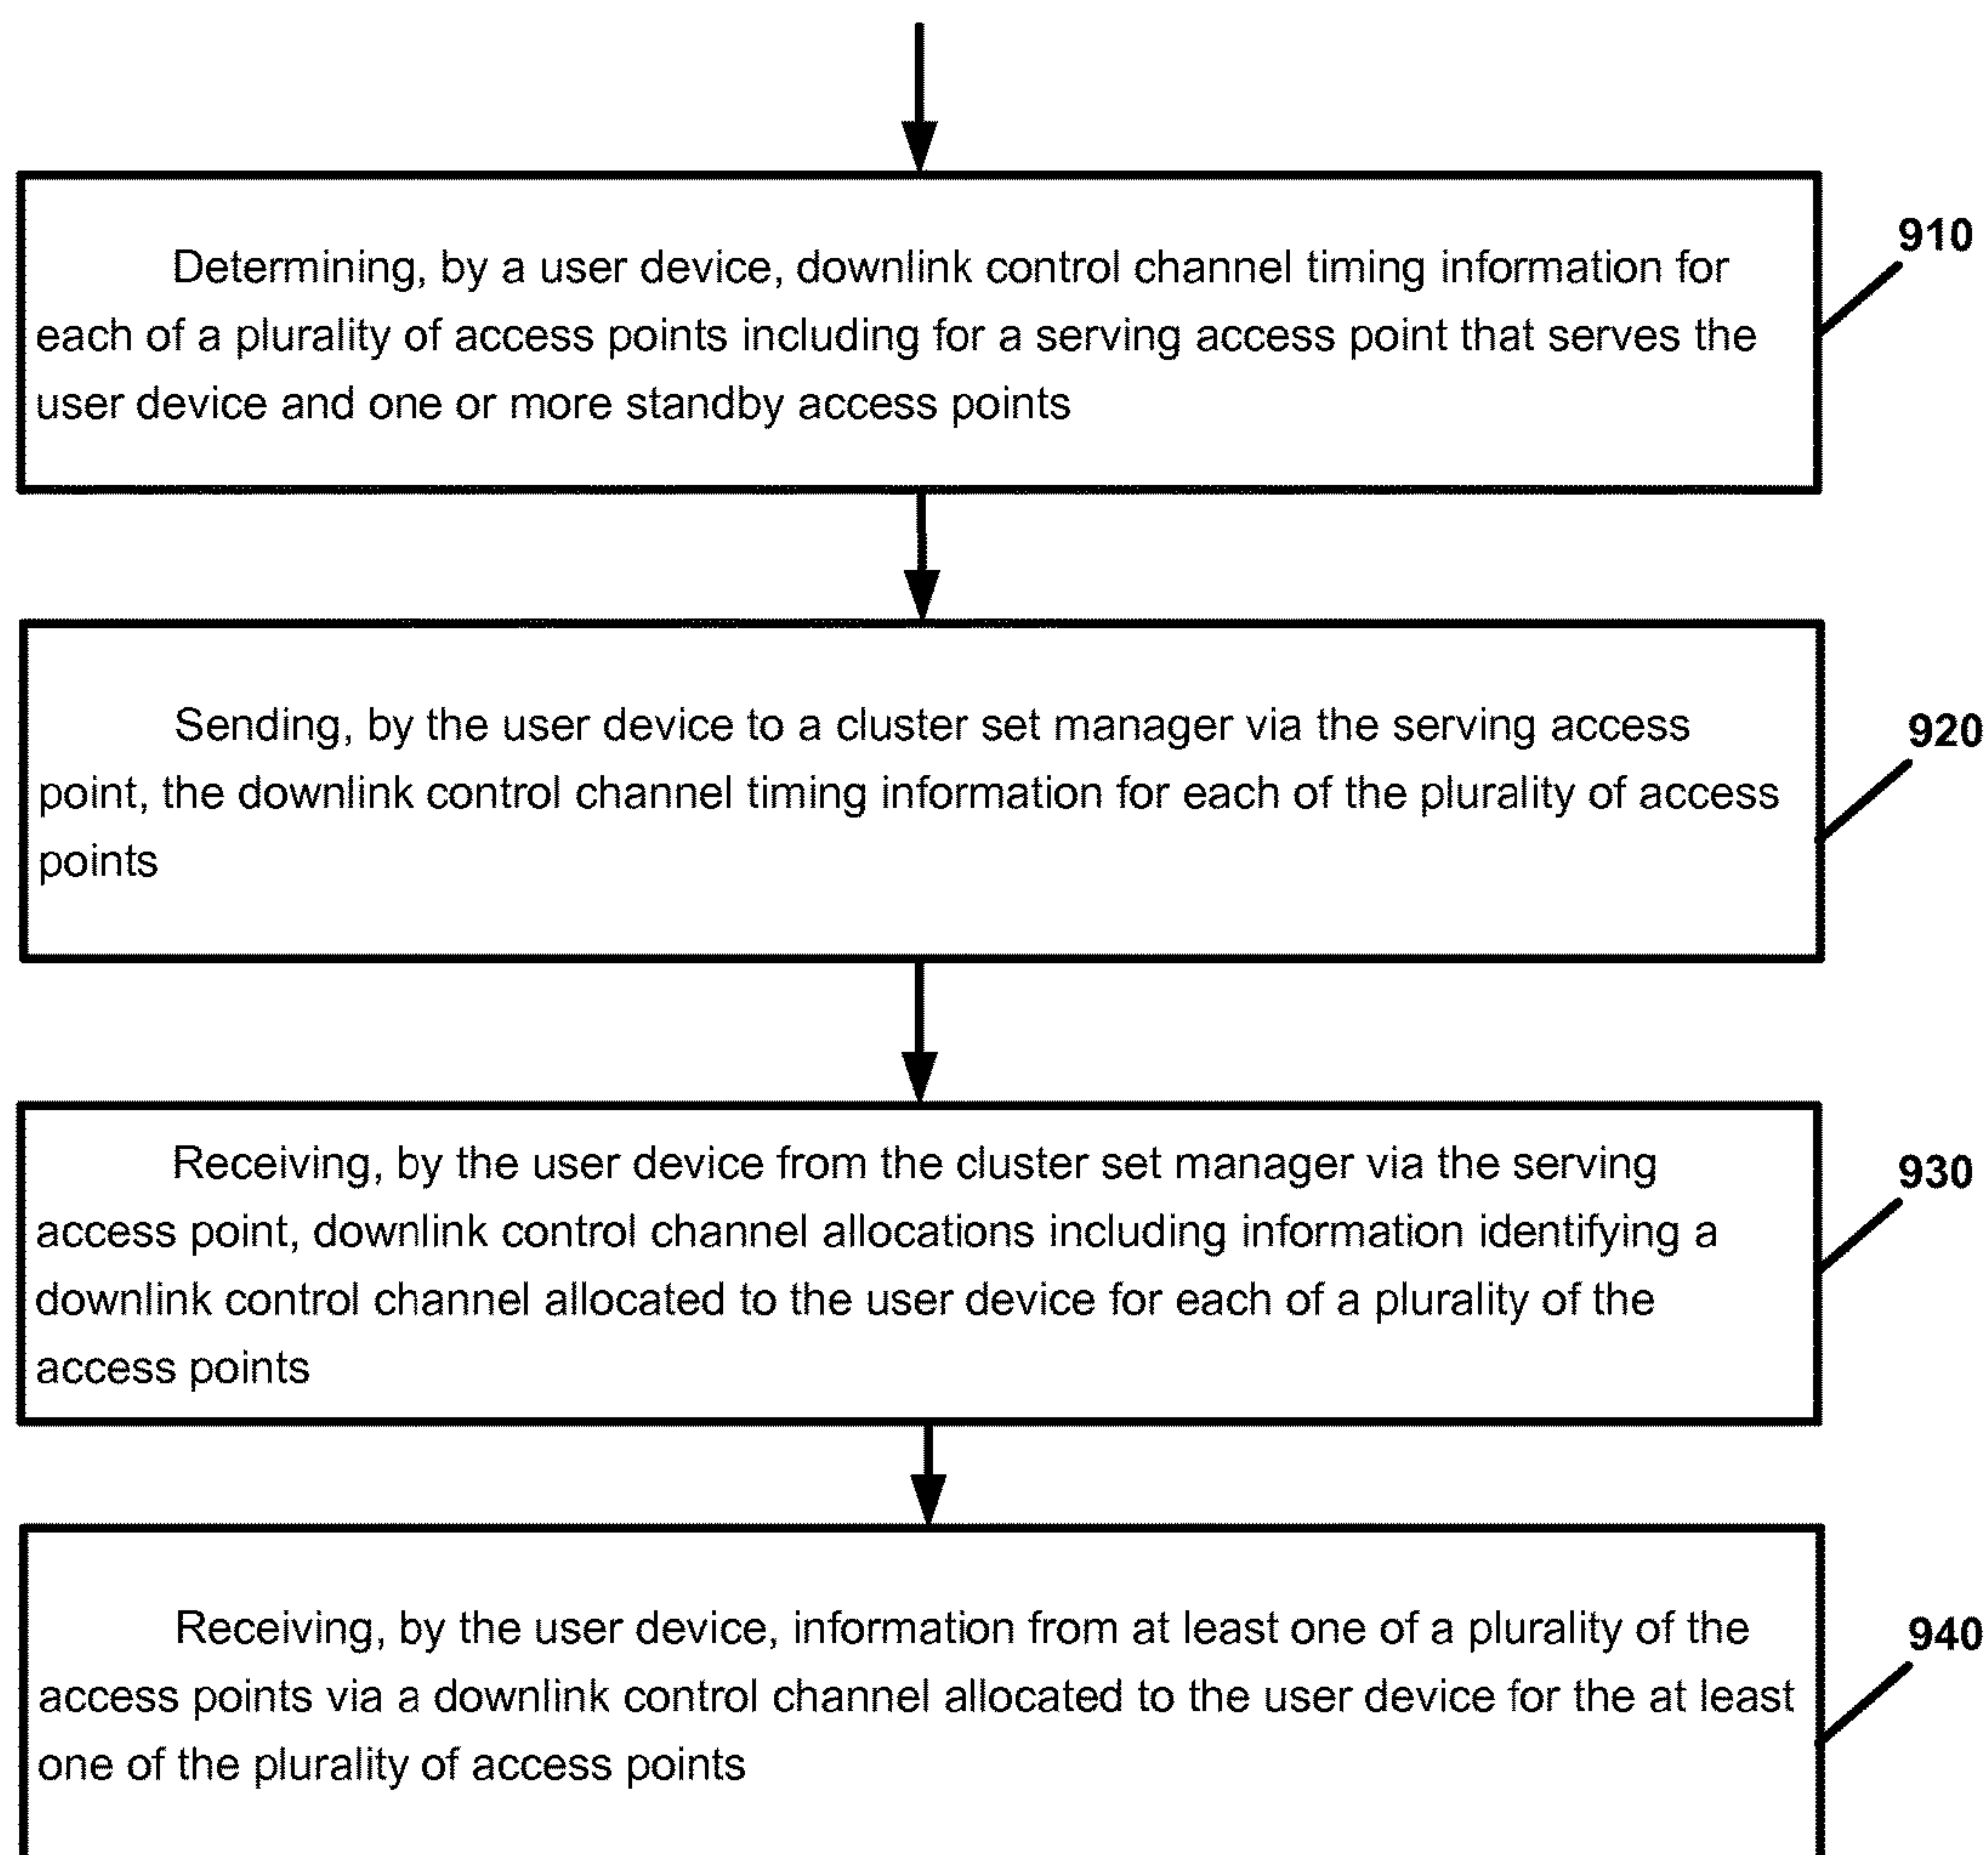 Determining, by a user device, downlink control channel timing information for
each of a plurality of access points including for a serving access point that serves the
user device and one or more standby access points
910
Sending, by the user device to a cluster set manager via the serving access
point, the downlink control channel timing information for each of the plurality of access
points
920
Receiving, by the user device from the cluster set manager via the serving
access point, downlink control channel allocations including information identifying a
downlink control channel allocated to the user device for each of a plurality of the
access points
930
Receiving, by the user device, information from at least one of a plurality of the
access points via a downlink control channel allocated to the user device for the at least
one of the plurality of access points
940